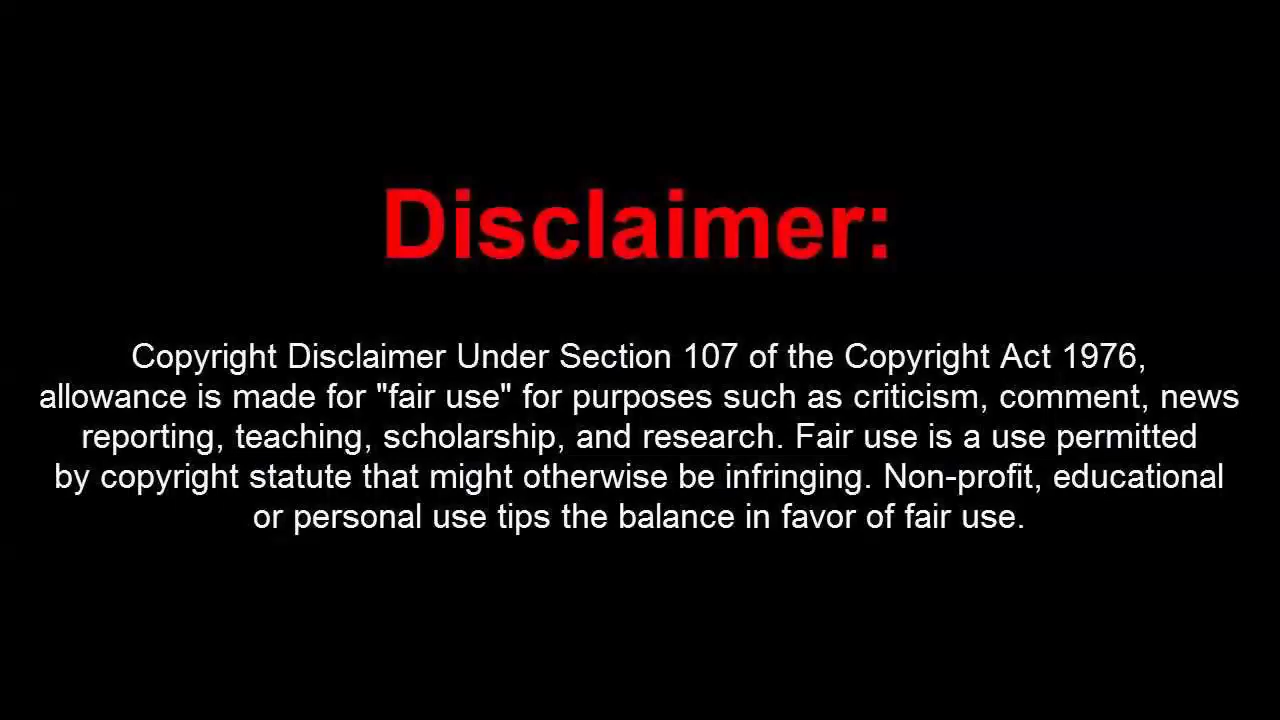 Disclaimer:
Copyright Disclaimer Under Section 107 of the Copyright Act 1976,
allowance is made for "fair use" for purposes such as criticism, comment, news
reporting, teaching, scholarship, and research. Fair use is a use permitted
by copyright statute that might otherwise be infringing. Non-profit, educational
or personal use tips the balance in favor of fair use.